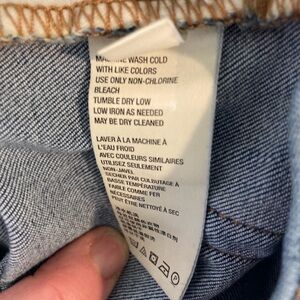 MACHINE WASH COLD
WITH LIKE COLORS
USE ONLY NON-CHLORINE
BLEACH
TUMBLE DRY LOW
LOW IRON AS NEEDED
MAY BE DRY CLEANED
LAVER À LA MACHINE À
L'EAU FROID
AVEC COULEURS SIMILAIRES
UTILISEZ SEULEMENT
NON-JAVEL
SÉCHER PAR CULBUTAGE À
BASSE TEMPÉRATURE
FAIBLE COMME FER
NÉCESSAIRES
PEUT ÊTRE NETTOYÉ À SEC